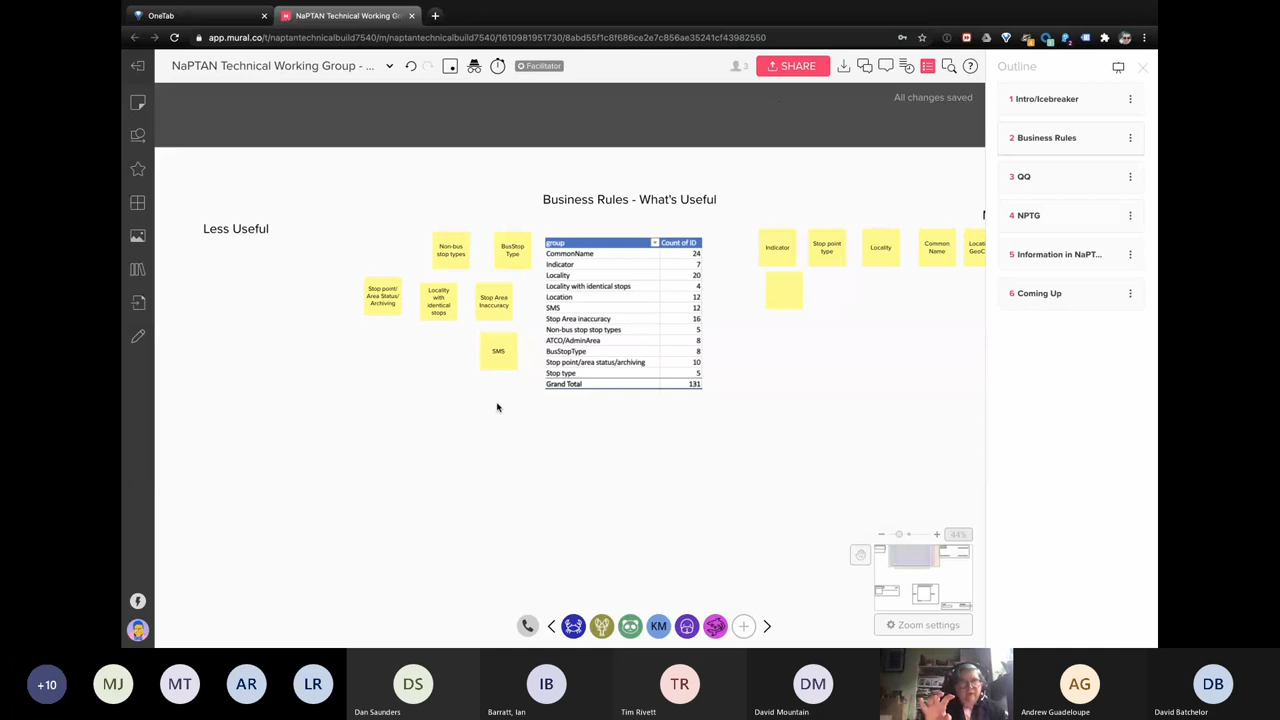 OneTab
NaPTAN Technical Working Gr
app.mural.co/t/naptantechnicalbuild7540/m/naptantechnicalbuild7540/1610981951730/8abd55f1c8f686ce2e7c856ae35241cf43982550
NaPTAN Technical Working Group - ...
Facilitator
3
SHARE
Outline
All changes saved
1 Intro/Icebreaker
2 Business Rules
3 QQ
4 NPTG
5 Information in NaPT...
6 Coming Up
Business Rules - What's Useful
Less Useful
Non-bus
stop types
BusStop
Type
Stop point/
Area Status/
Archiving
Locality
with
identical
stops
Stop Area
Inaccuracy
SMS
group Count of ID
CommonName 24
Indicator 7
Locality 20
Locality with identical stops 4
Location 12
SMS 12
Stop Area inaccuracy 16
Non-bus stop stop types 5
ATCO/AdminArea 8
BusStopType 8
Stop point/area status/archiving 10
Stop type 5
Grand Total 131
Indicator
Stop point
type
Locality
Common
Name
Locati
GeoC
44%
Zoom settings
KM
+10
MJ
MT
AR
LR
DS
Dan Saunders
IB
Barratt, Ian
TR
Tim Rivett
DM
David Mountain
AG
Andrew Guadeloupe
DB
David Batchelor